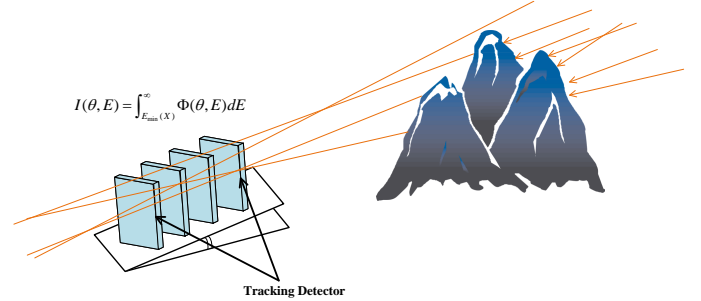 I(θ,E) = ∫_{E_min(X)}^{∞} Φ(θ,E)dE
Tracking Detector